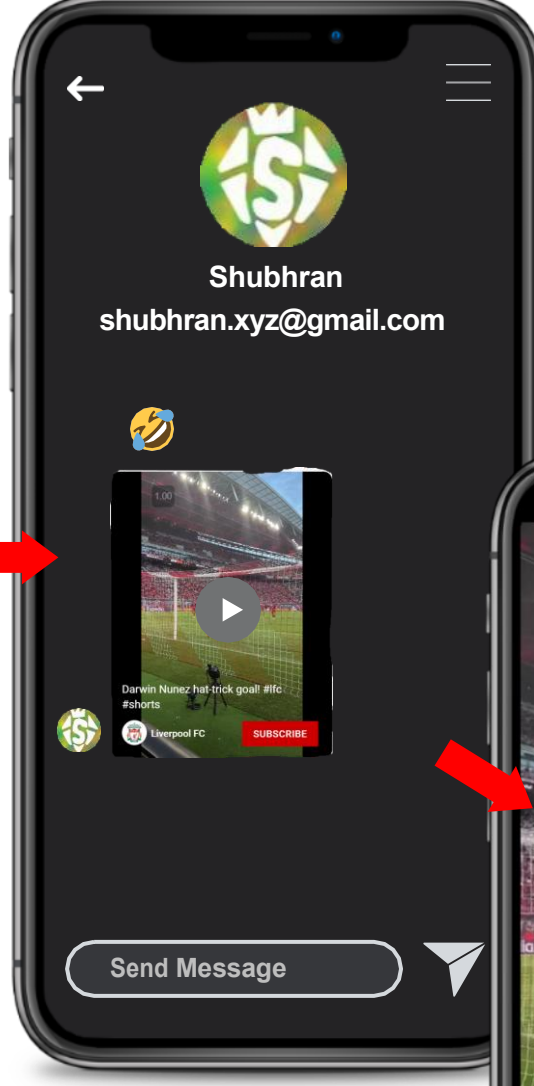 S
Shubhran
shubhran.xyz@gmail.com
1.00
Darwin Nunez hat-trick goal! #lfc
#shorts
Liverpool FC
SUBSCRIBE
S
Send Message